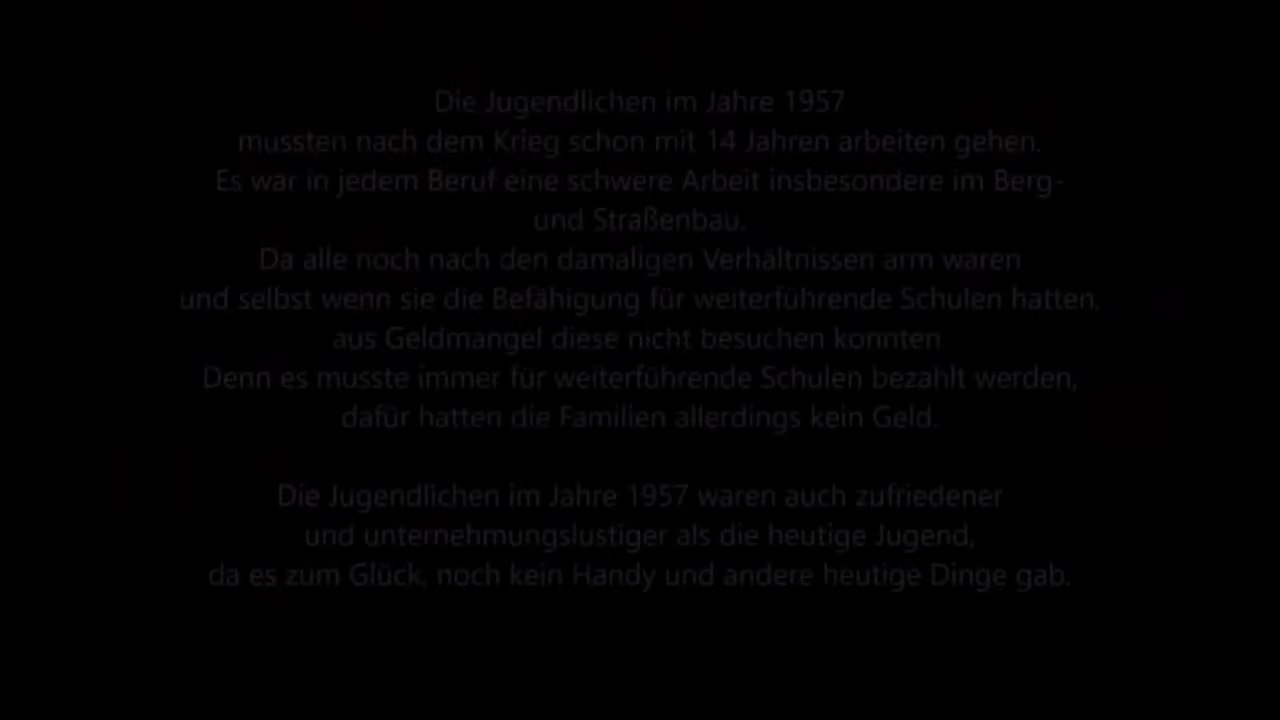 Die Jugendlichen im Jahre 1957
mussten nach dem Krieg schon mit 14 Jahren arbeiten gehen.
Es war in jedem Beruf eine schwere Arbeit insbesondere im Berg-
und Straßenbau.
Da alle noch nach den damaligen Verhältnissen arm waren
und selbst wenn sie die Befähigung für weiterführende Schulen hatten,
aus Geldmangel diese nicht besuchen konnten
Denn es musste immer für weiterführende Schulen bezahlt werden,
dafür hatten die Familien allerdings kein Geld.
Die Jugendlichen im Jahre 1957 waren auch zufriedener
und unternehmungslustiger als die heutige Jugend,
da es zum Glück, noch kein Handy und andere heutige Dinge gab.